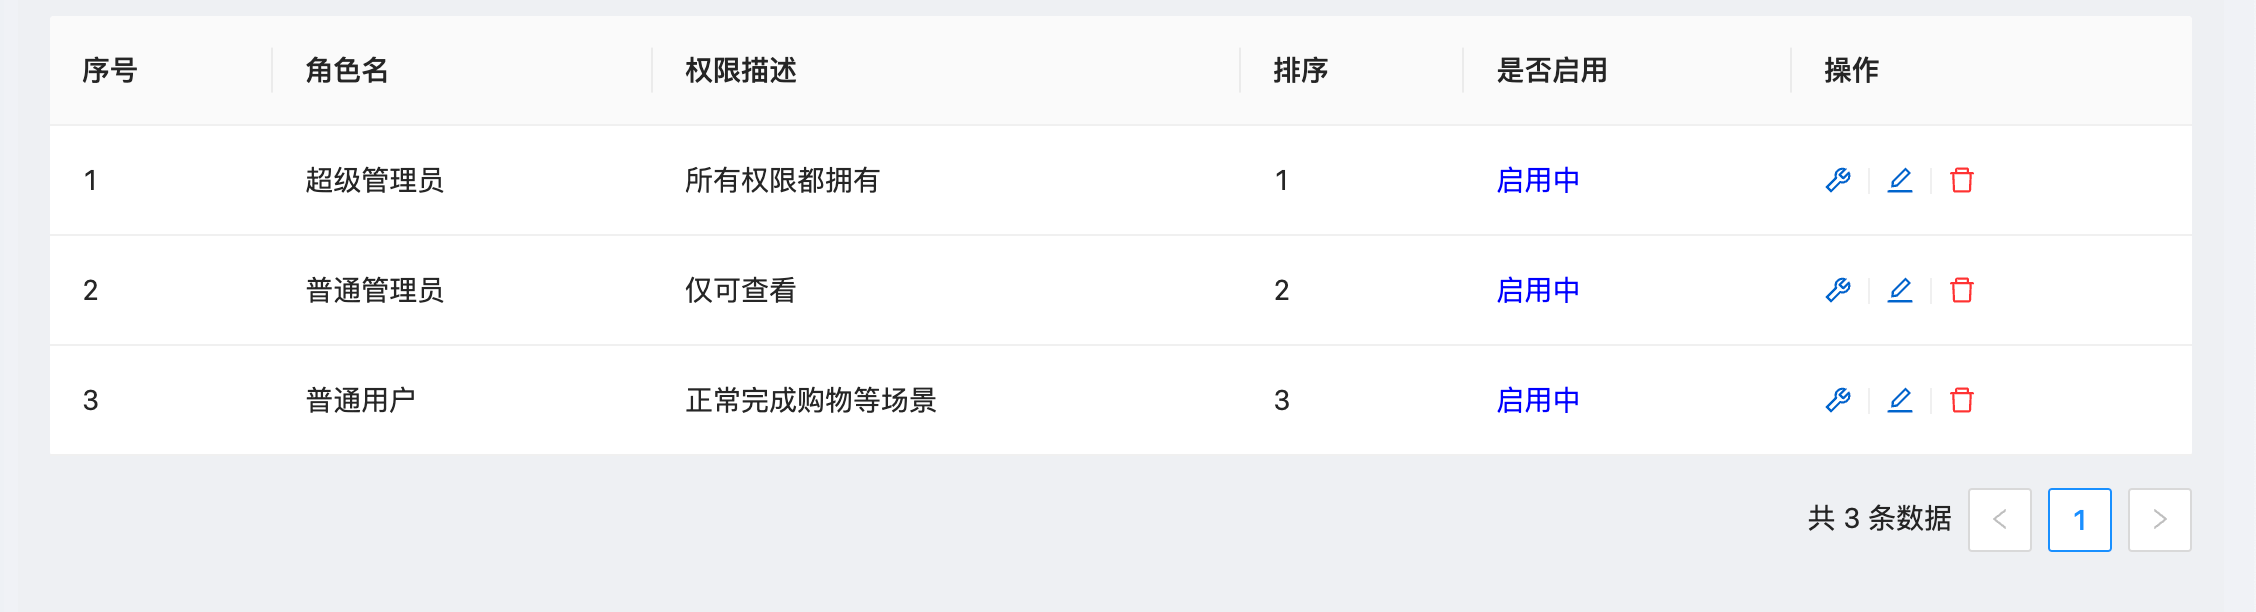 序号 角色名 权限描述 排序 是否启用 操作
1 超级管理员 所有权限都拥有 1 启用中
2 普通管理员 仅可查看 2 启用中
3 普通用户 正常完成购物等场景 3 启用中
共 3 条数据 < 1 >